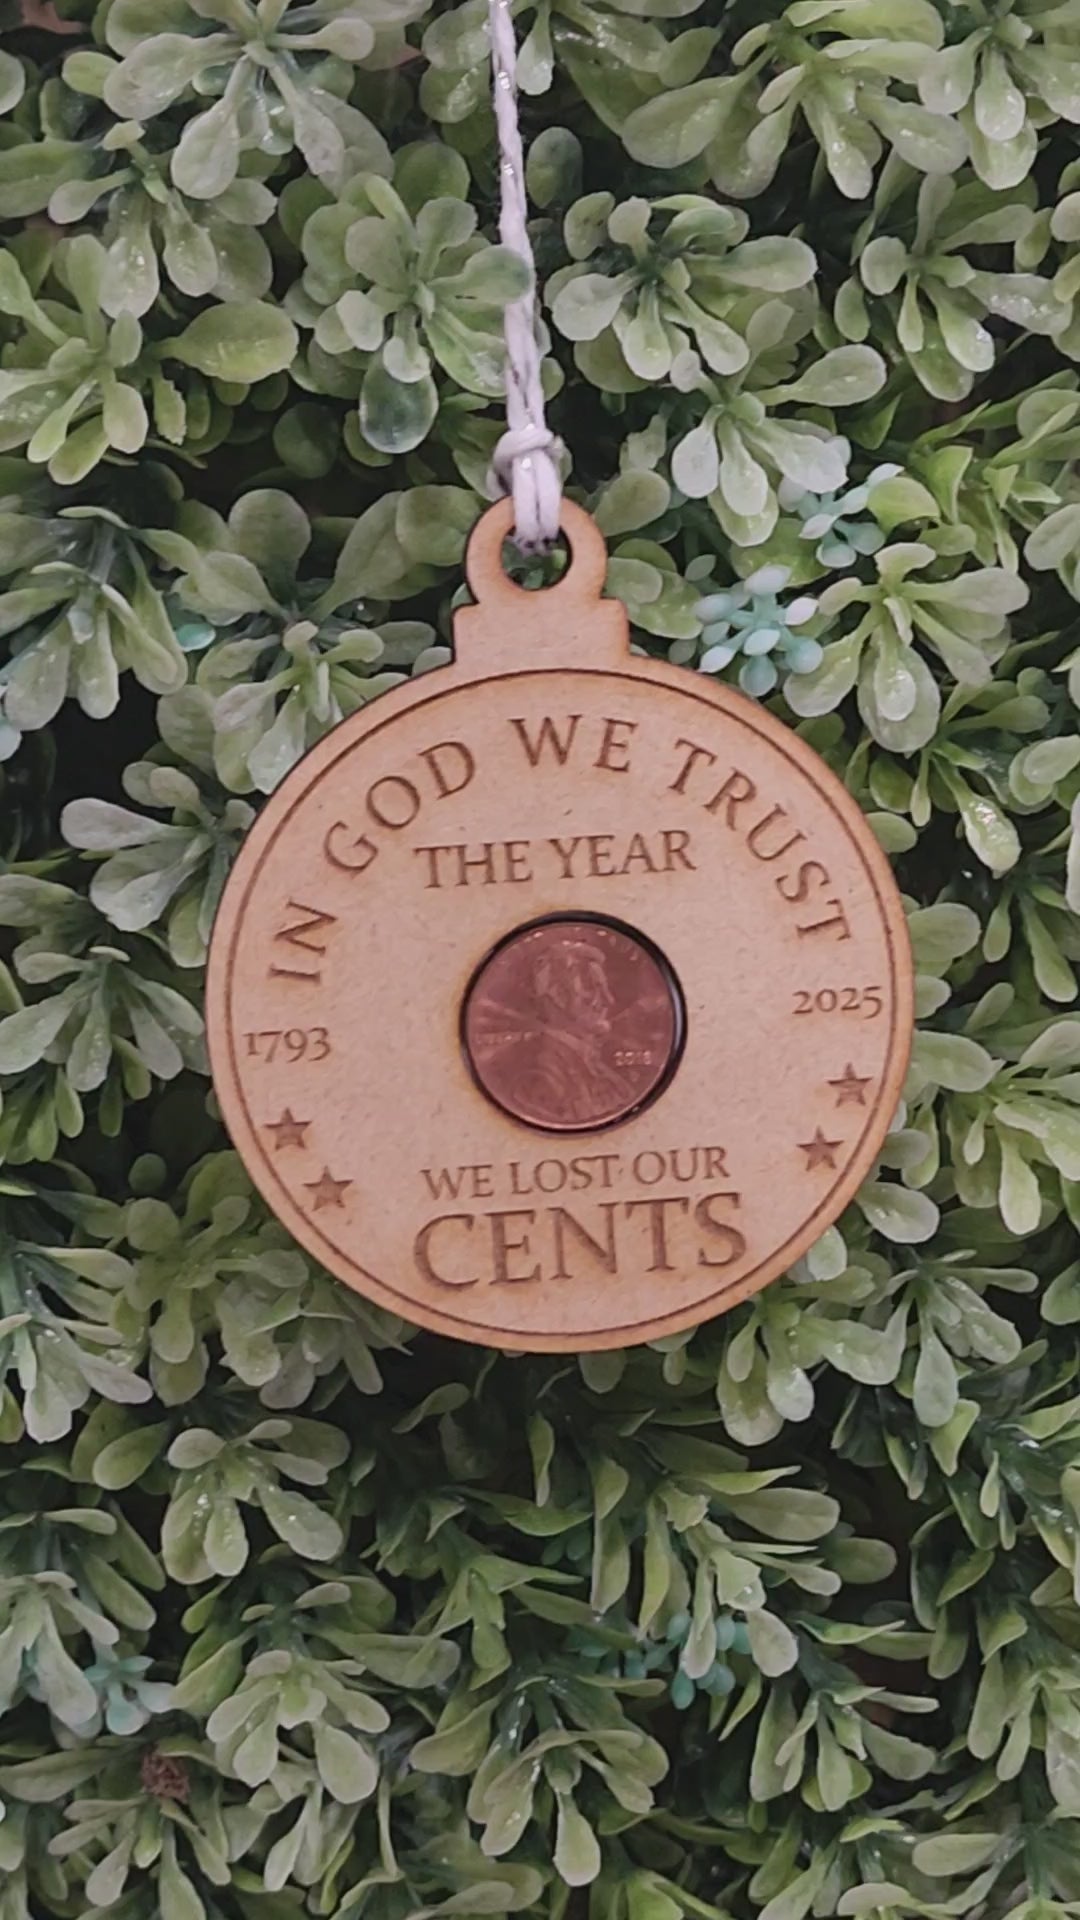 IN GOD WE TRUST
THE YEAR
1793
2025
WE LOST OUR
CENTS